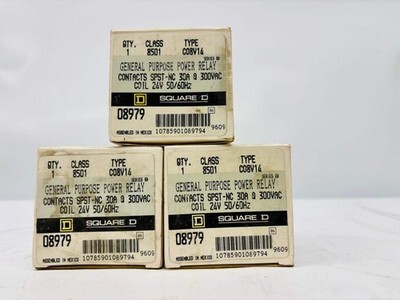 QTY. CLASS TYPE
1 8501 CO8V14
SERIES
GENERAL PURPOSE POWER RELAY
CONTACTS SPST-NC 30A @ 300VAC
COIL 24V 50/60Hz
D SQUARE D
08979
ASSEMBLED IN MEXICO
10785901089794
9609
QTY. CLASS TYPE
1 8501 CO8V14
SERIES
GENERAL PURPOSE POWER RELAY
CONTACTS SPST-NC 30A @ 300VAC
COIL 24V 50/60Hz
D SQUARE D
08979
ASSEMBLED IN MEXICO
10785901089794
9609
QTY. CLASS TYPE
1 8501 CO8V14
SERIES
GENERAL PURPOSE POWER RELAY
CONTACTS SPST-NC 30A @ 300VAC
COIL 24V 50/60Hz
D SQUARE D
08979
ASSEMBLED IN MEXICO
10785901089794
9609